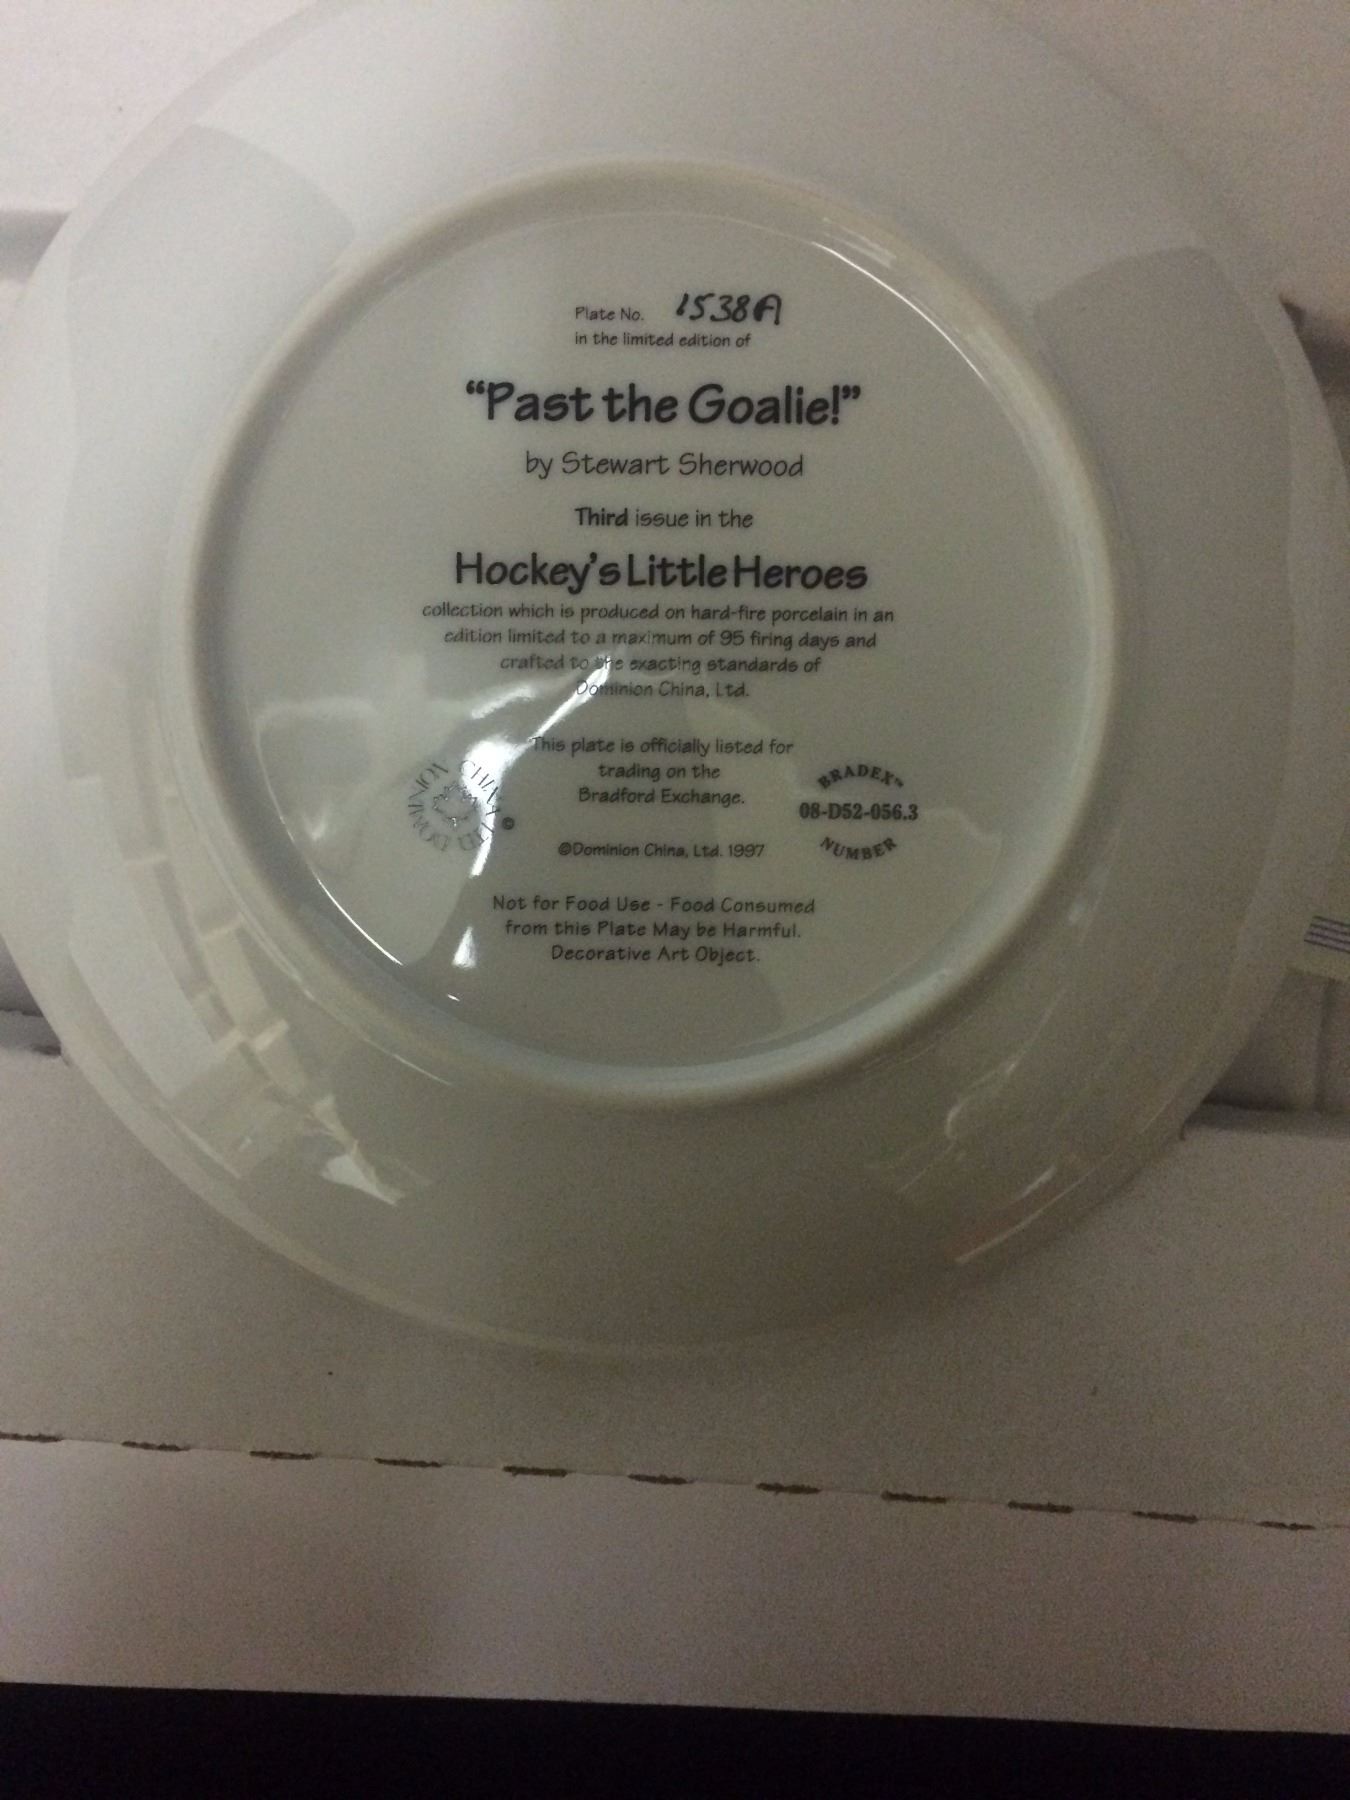 Plate No. 1538A
in the limited edition of
“Past the Goalie!”
by Stewart Sherwood
Third issue in the
Hockey's Little Heroes
collection which is produced on hard-fire porcelain in an
edition limited to a maximum of 95 firing days and
crafted to the exacting standards of
Dominion China, Ltd.
This plate is officially listed for
trading on the
Bradford Exchange.
DOMINION CHINA LTD ©
BRADEX™
08-D52-056.3
NUMBER
©Dominion China, Ltd. 1997
Not for Food Use - Food Consumed
from this Plate May be Harmful.
Decorative Art Object.